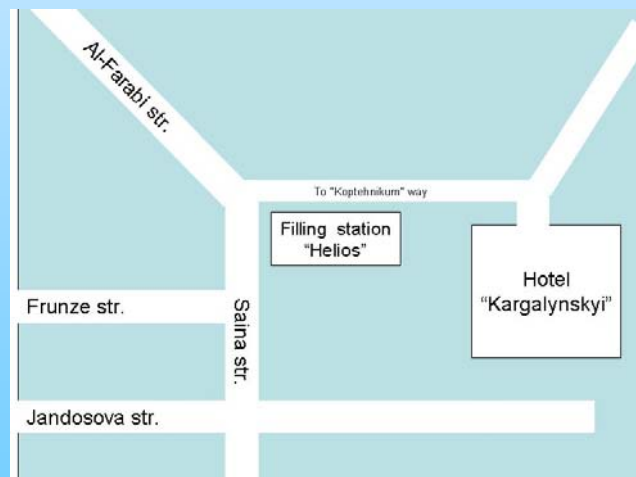 Al-Farabi str.
To "Koptehnikum" way
Filling station
"Helios"
Hotel
"Kargalynskyi"
Frunze str.
Saina str.
Jandosova str.